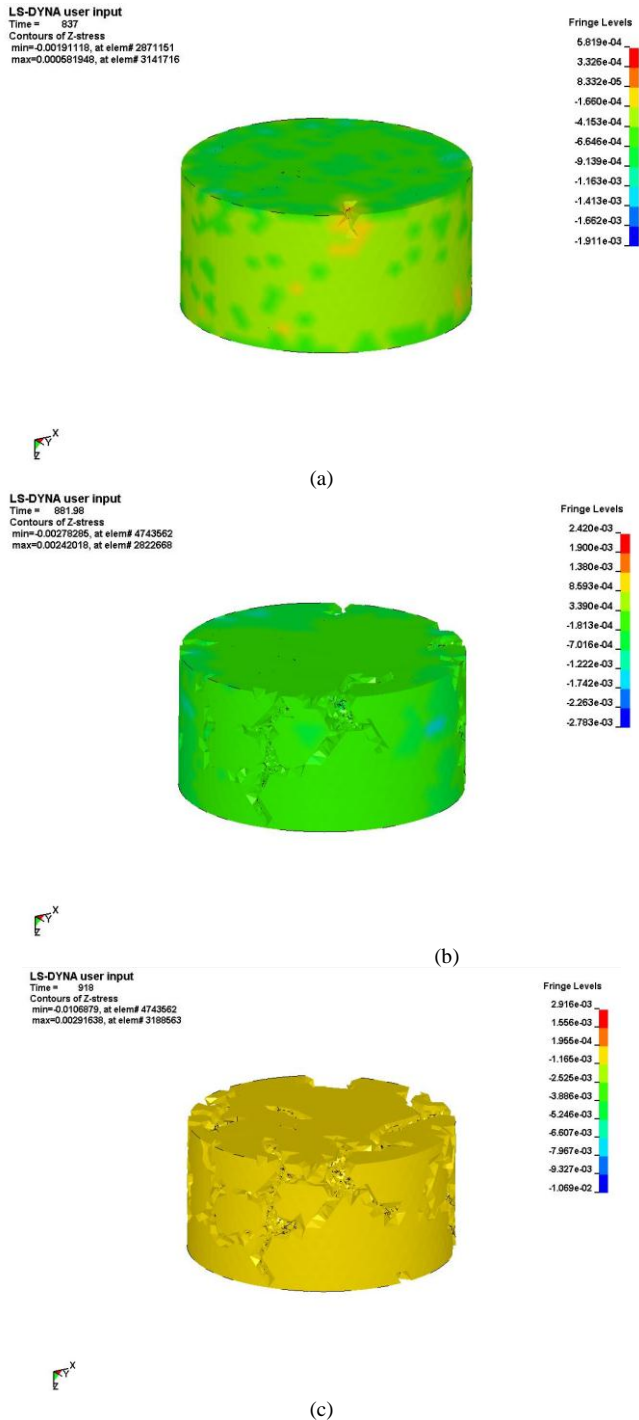 LS-DYNA user input
Time = 837
Contours of Z-stress
min=-0.00191118, at elem# 2871151
max=0.000581948, at elem# 3141716
Fringe Levels
5.819e-04
3.326e-04
8.332e-05
-1.660e-04
-4.153e-04
-6.646e-04
-9.139e-04
-1.163e-03
-1.413e-03
-1.662e-03
-1.911e-03
X
Y
Z
(a)
LS-DYNA user input
Time = 881.98
Contours of Z-stress
min=-0.00278285, at elem# 4743562
max=0.00242018, at elem# 2822668
Fringe Levels
2.420e-03
1.900e-03
1.380e-03
8.593e-04
3.390e-04
-1.813e-04
-7.016e-04
-1.222e-03
-1.742e-03
-2.263e-03
-2.783e-03
X
Y
Z
(b)
LS-DYNA user input
Time = 918
Contours of Z-stress
min=-0.0106879, at elem# 4743562
max=0.00291638, at elem# 3188563
Fringe Levels
2.916e-03
1.556e-03
1.955e-04
-1.165e-03
-2.525e-03
-3.886e-03
-5.246e-03
-6.607e-03
-7.967e-03
-9.327e-03
-1.069e-02
X
Y
Z
(c)